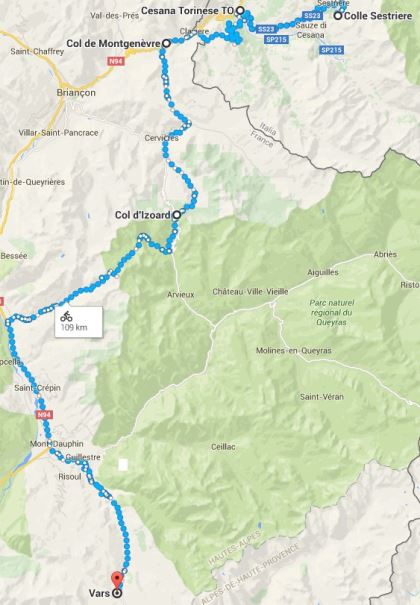 Cesana Torinese TO
Sestriere
Val-des-Prés
SS23
SS23
Colle Sestriere
Sauze di
Cesana
Saint-Chaffrey
Col de Montgenèvre
Claviere
SP215
SP215
N94
Briançon
Italia
France
Villar-Saint-Pancrace
Cervières
tin-de-Queyrières
Col d'Izoard
Bessée
Abriès
Aiguilles
Arvieux
Château-Ville-Vieille
Risto
Parc naturel
régional du
Queyras
109 km
Molines-en-Queyras
pcella
Saint-Crépin
Saint-Véran
N94
Mont-Dauphin
Ceillac
Guillestre
Risoul
HAUTES-ALPES
ALPES-DE-HAUTE-PROVENCE
Vars